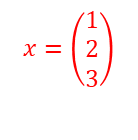 x = (1
2
3)